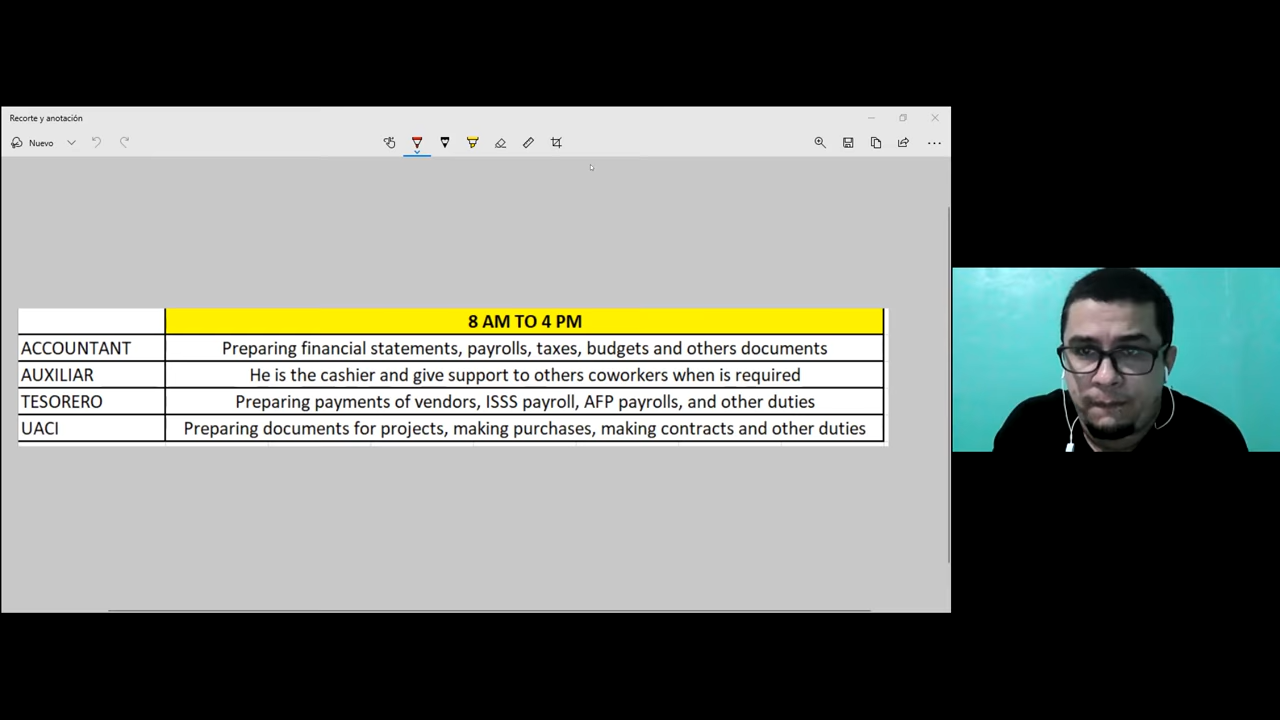 Recorte y anotación
Nuevo
8 AM TO 4 PM
ACCOUNTANT Preparing financial statements, payrolls, taxes, budgets and others documents
AUXILIAR He is the cashier and give support to others coworkers when is required
TESORERO Preparing payments of vendors, ISSS payroll, AFP payrolls, and other duties
UACI Preparing documents for projects, making purchases, making contracts and other duties